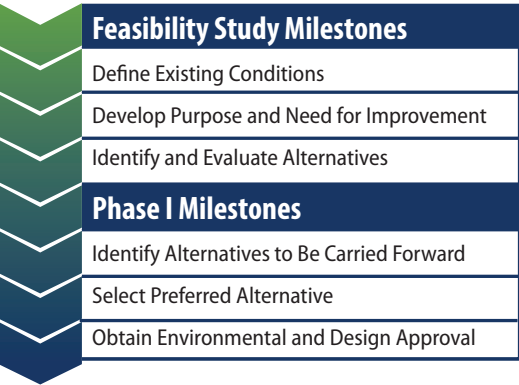 Feasibility Study Milestones
Define Existing Conditions
Develop Purpose and Need for Improvement
Identify and Evaluate Alternatives
Phase I Milestones
Identify Alternatives to Be Carried Forward
Select Preferred Alternative
Obtain Environmental and Design Approval